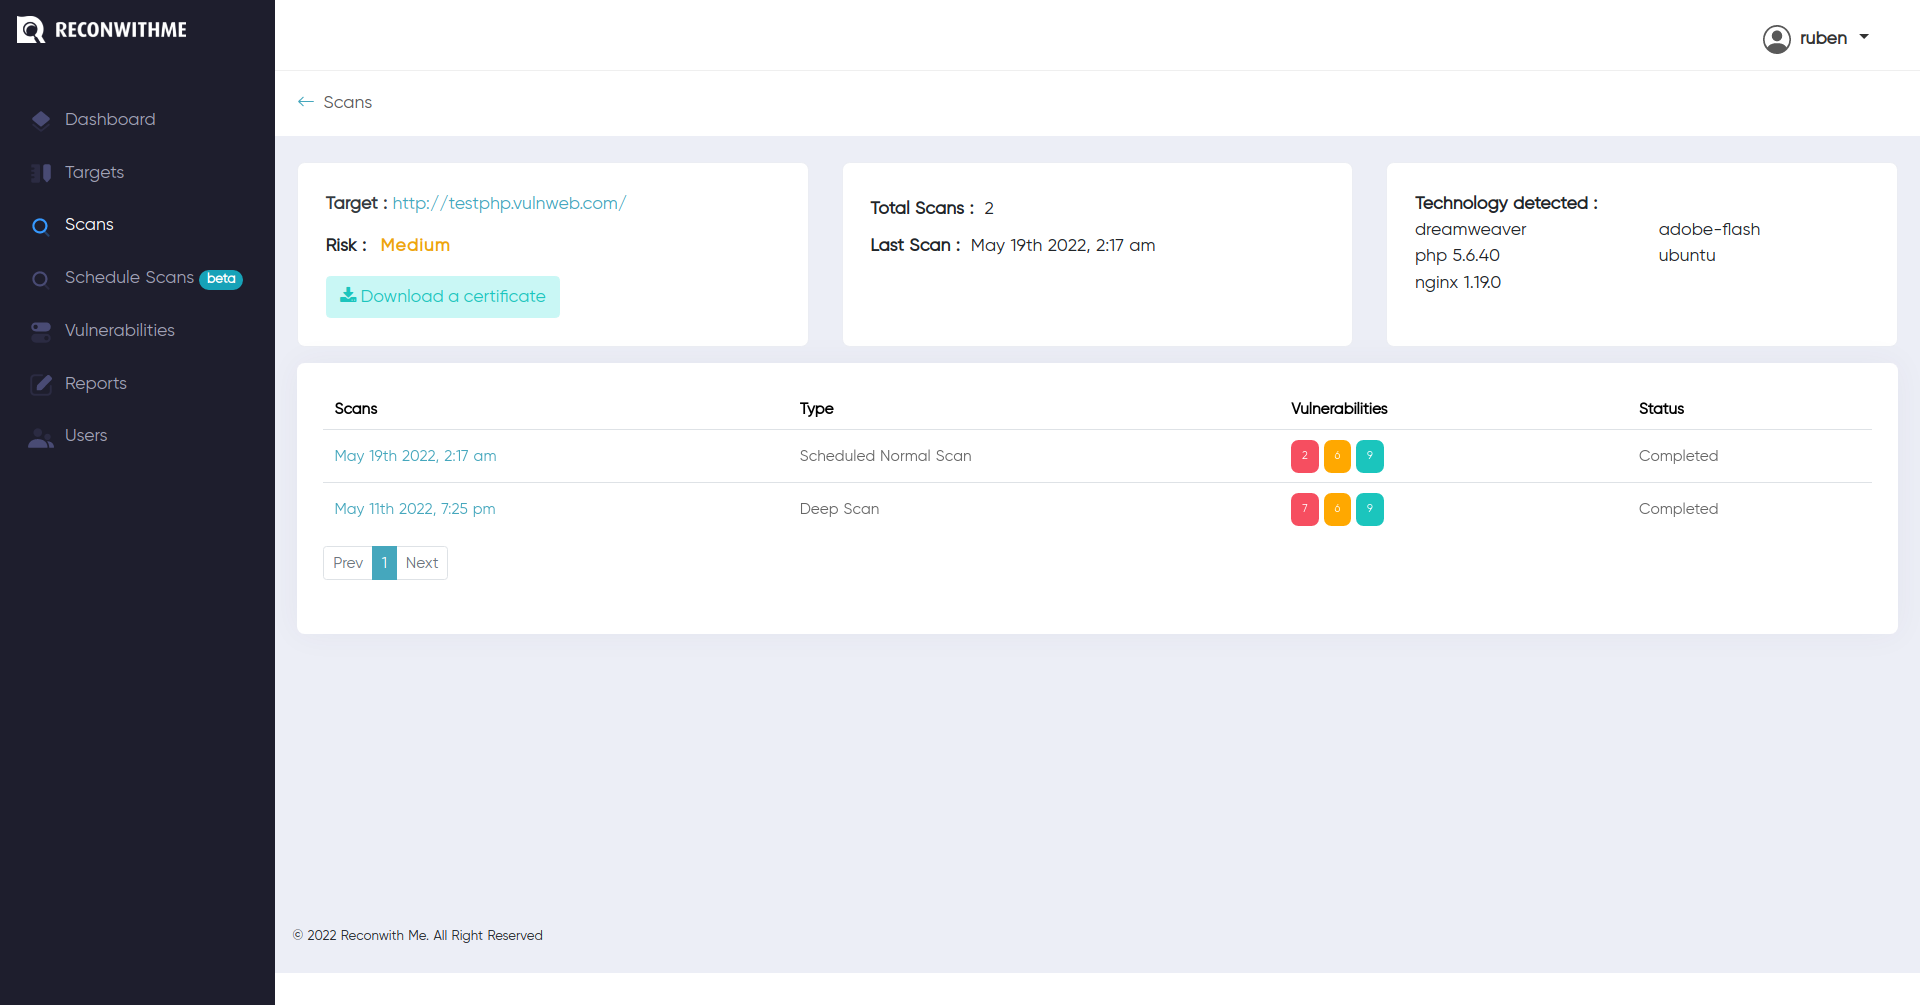 RECONWITHME
ruben
Dashboard
Targets
Scans
Schedule Scans beta
Vulnerabilities
Reports
Users
Scans
Target : http://testphp.vulnweb.com/
Risk : Medium
Download a certificate
Total Scans : 2
Last Scan : May 19th 2022, 2:17 am
Technology detected :
dreamweaver adobe-flash
php 5.6.40 ubuntu
nginx 1.19.0
Scans Type Vulnerabilities Status
May 19th 2022, 2:17 am Scheduled Normal Scan 2 6 9 Completed
May 11th 2022, 7:25 pm Deep Scan 7 6 9 Completed
Prev 1 Next
© 2022 Reconwith Me. All Right Reserved